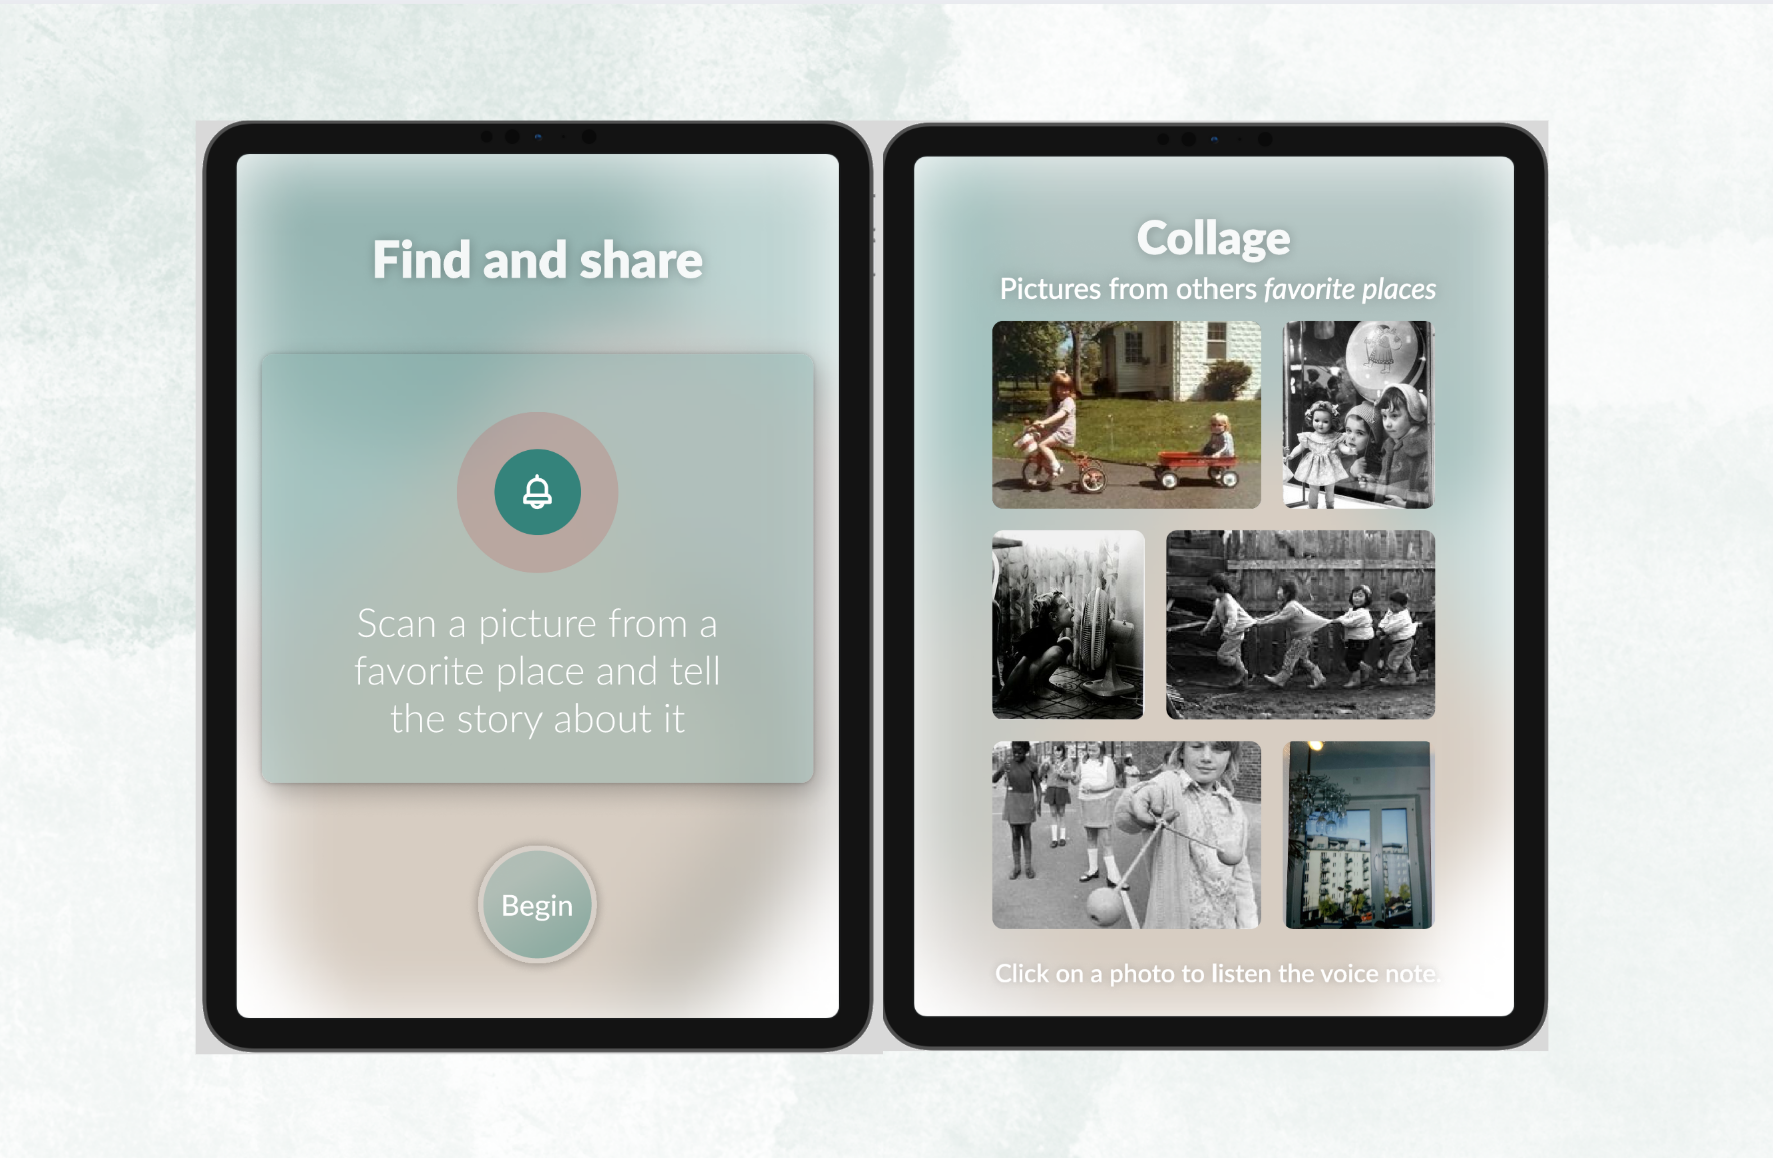 Find and share
Scan a picture from a
favorite place and tell
the story about it
Begin
Collage
Pictures from others favorite places
Click on a photo to listen the voice note.